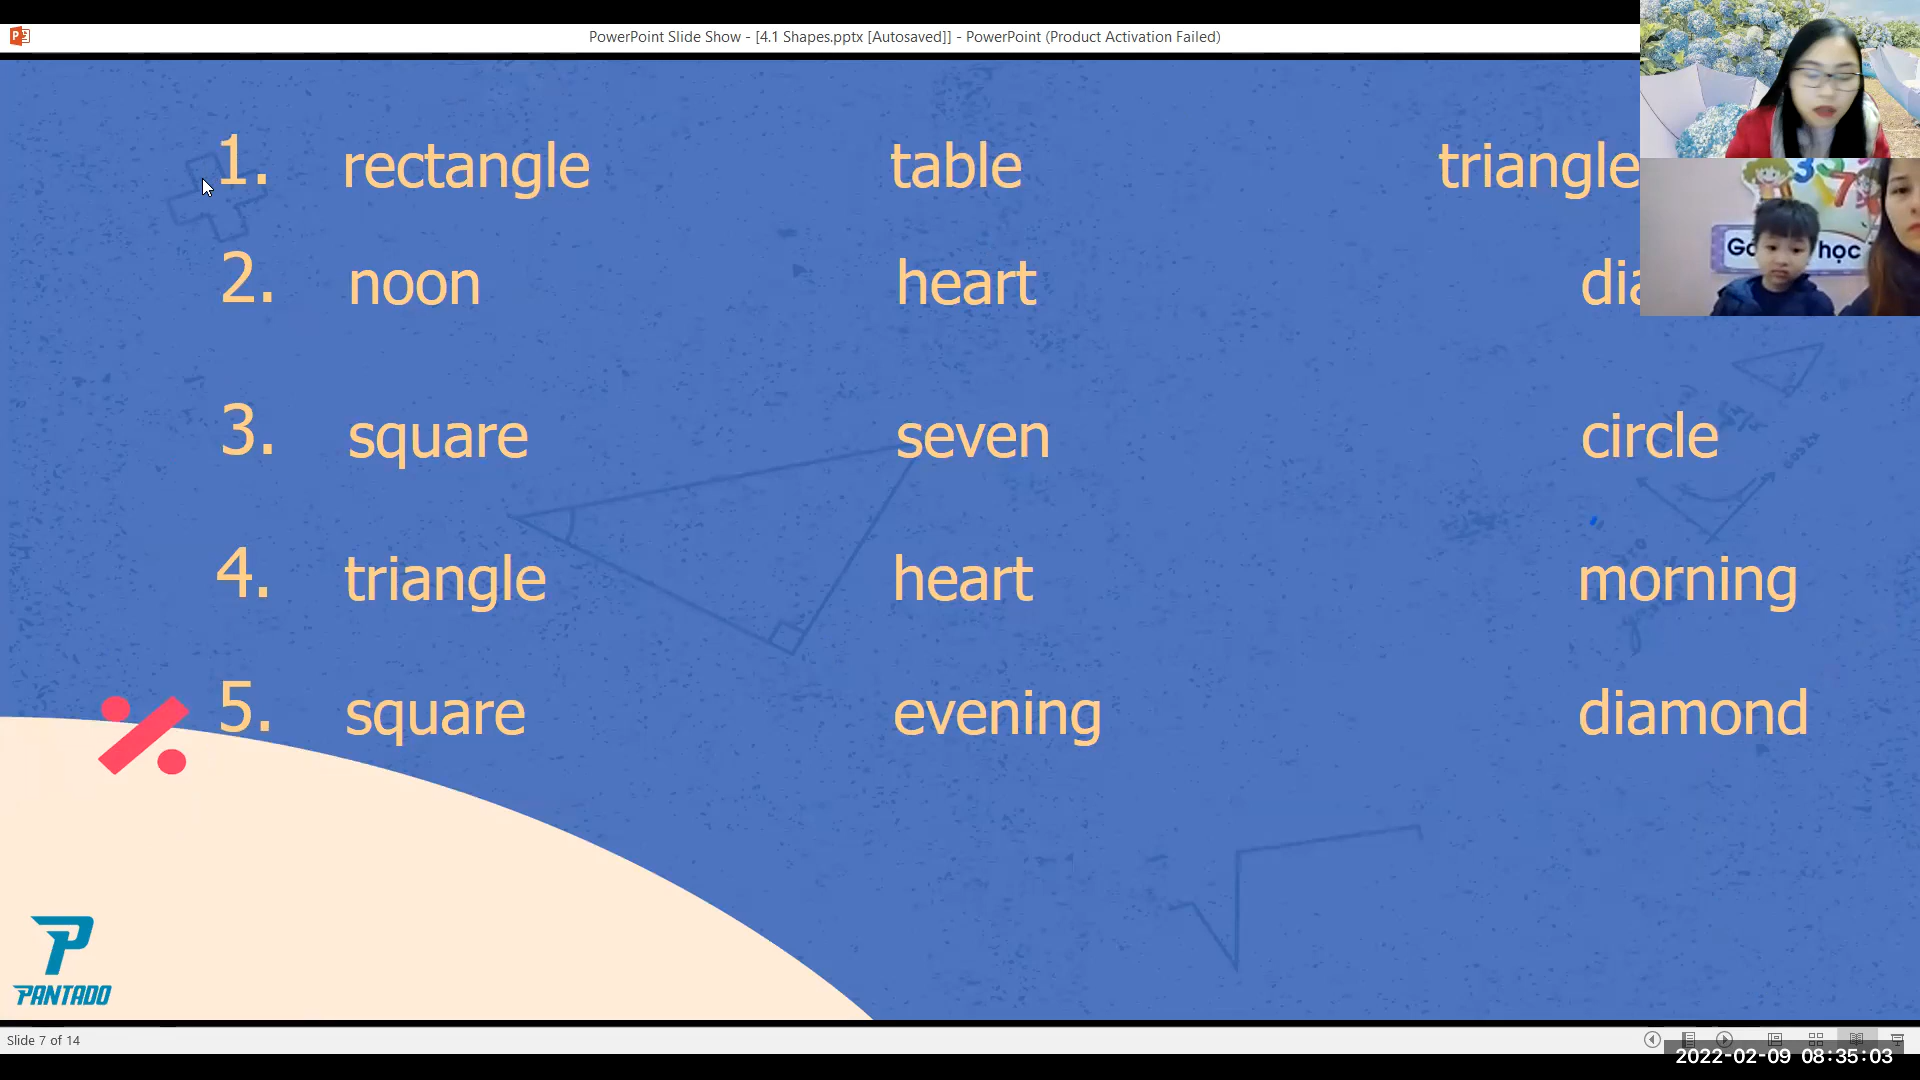 PowerPoint Slide Show - [4.1 Shapes.pptx [Autosaved]] - PowerPoint (Product Activation Failed)
1. rectangle table triangle
2. noon heart
3. square seven circle
4. triangle heart morning
5. square evening diamond
học
PANTADO
Slide 7 of 14
2022-02-09 08:35:03